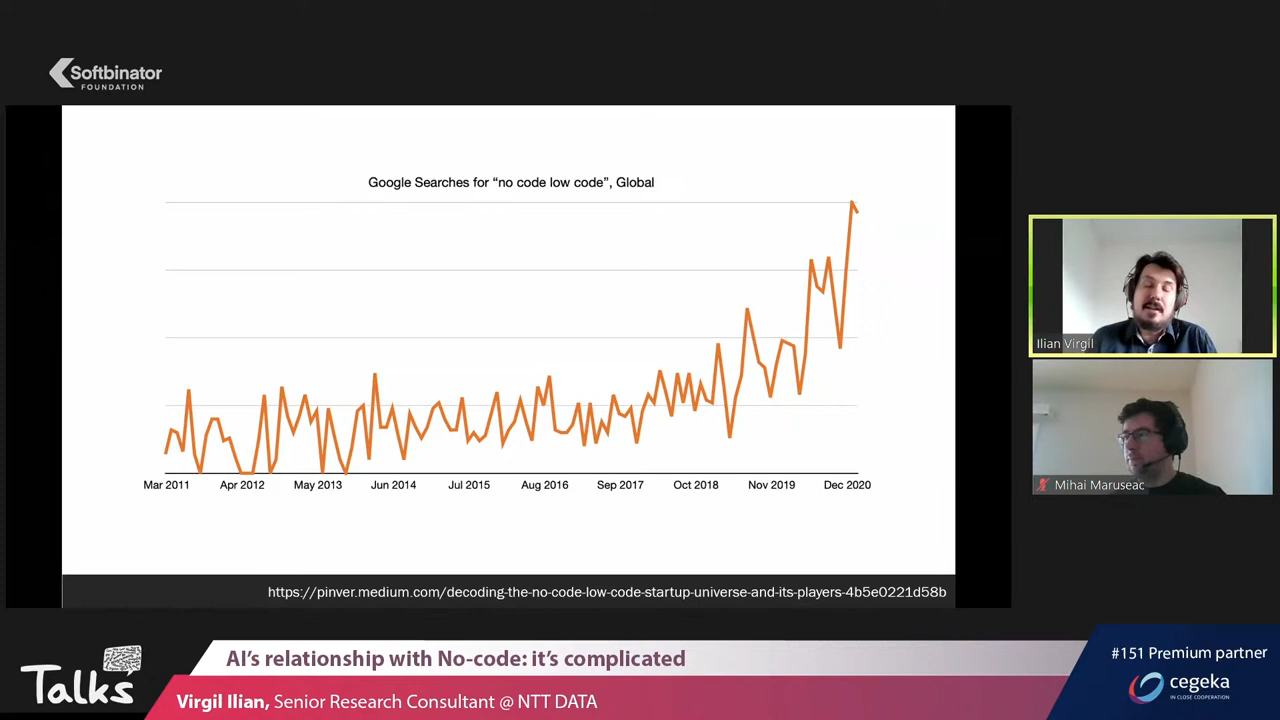 Softbinator
FOUNDATION
Google Searches for “no code low code”, Global
Mar 2011 Apr 2012 May 2013 Jun 2014 Jul 2015 Aug 2016 Sep 2017 Oct 2018 Nov 2019 Dec 2020
https://pinver.medium.com/decoding-the-no-code-low-code-startup-universe-and-its-players-4b5e0221d58b
Ilian Virgil
Mihai Maruseac
Talks
AI’s relationship with No-code: it’s complicated
Virgil Ilian, Senior Research Consultant @ NTT DATA
#151 Premium partner
cegeka
IN CLOSE COOPERATION